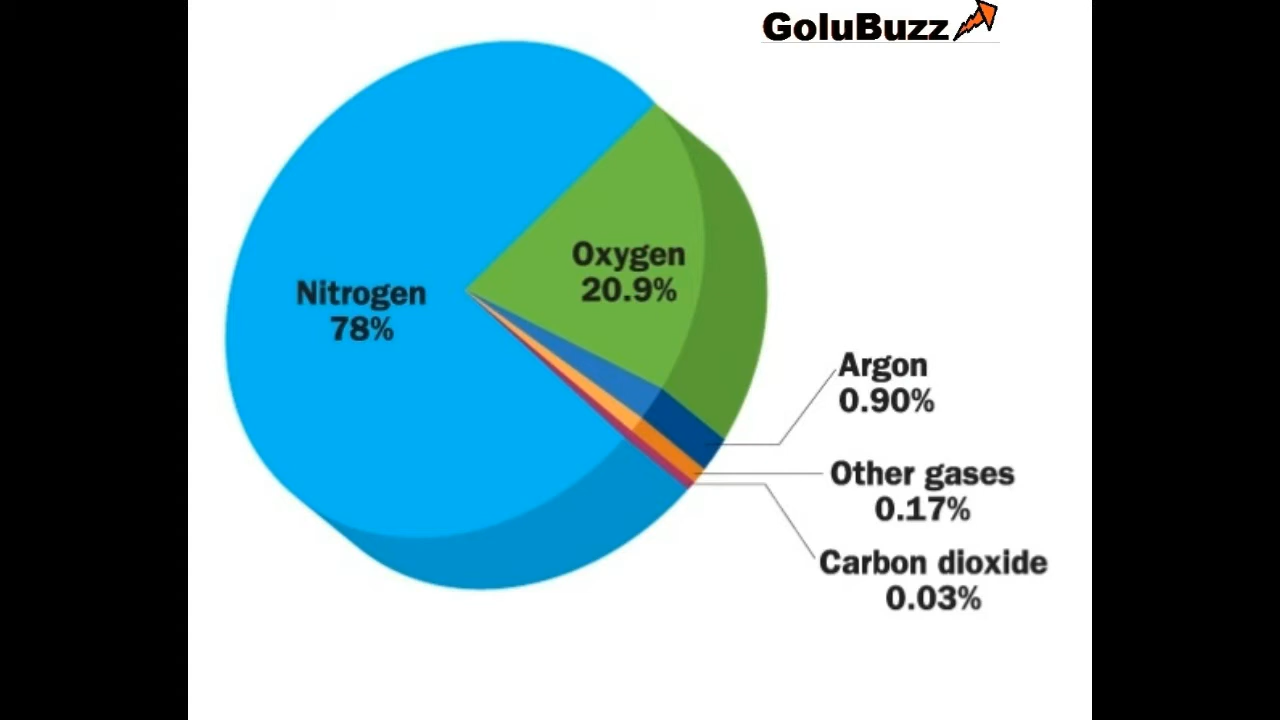 GoluBuzz
Nitrogen
78%
Oxygen
20.9%
Argon
0.90%
Other gases
0.17%
Carbon dioxide
0.03%